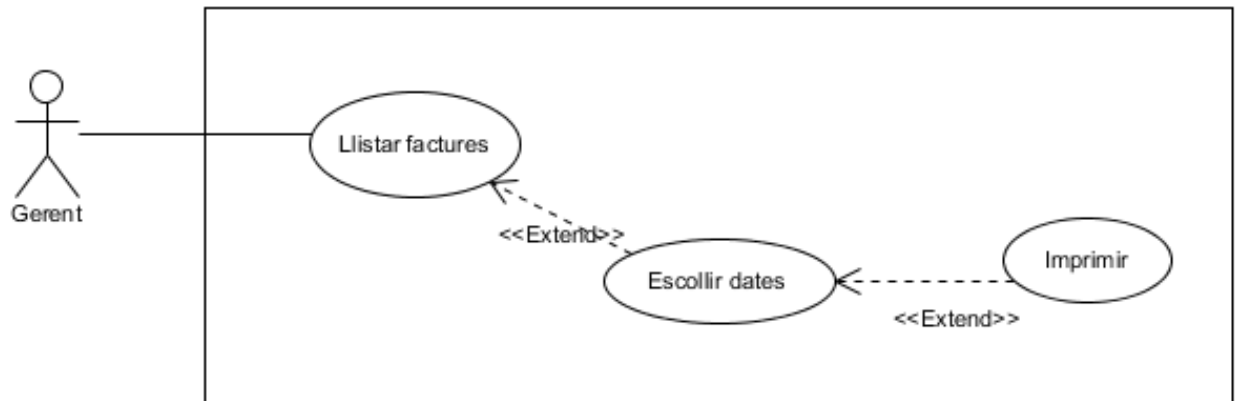 Llistar factures
Gerent
<<Extend>>
Escollir dates
Imprimir
<<Extend>>